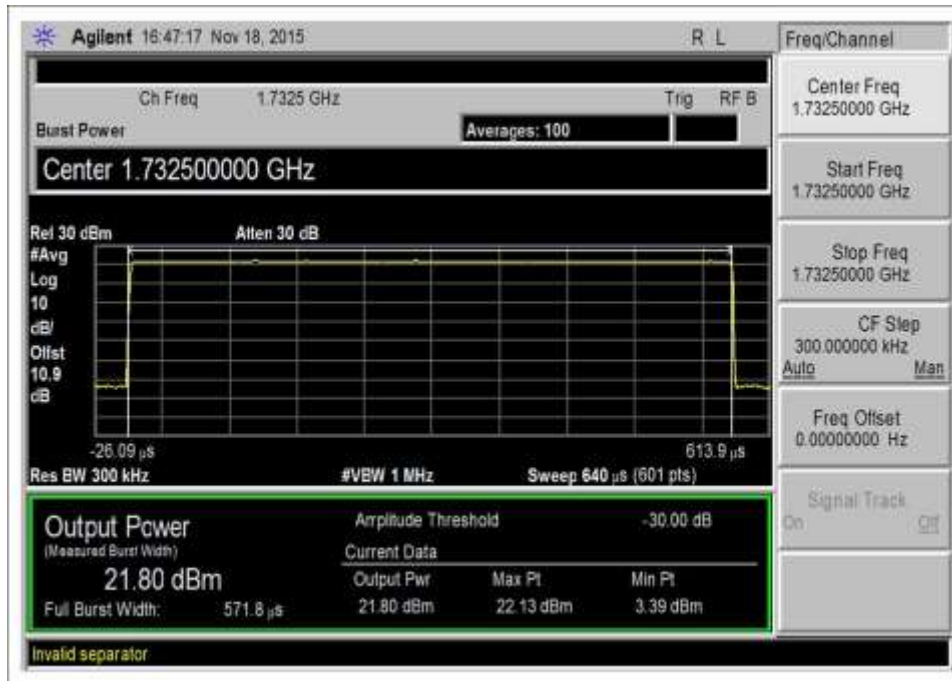 Agilent 16:47:17 Nov 18, 2015 R L
Freq/Channel
Ch Freq 1.7325 GHz Trig RF B
Burst Power Averages: 100
Center 1.732500000 GHz
Ref 30 dBm Atten 30 dB
#Avg
Log
10
dB/
Offst
10.9
dB
-26.09 µs 613.9 µs
Res BW 300 kHz #VBW 1 MHz Sweep 640 µs (601 pts)
Output Power
(Measured Burst Width)
21.80 dBm
Full Burst Width: 571.8 µs
Amplitude Threshold -30.00 dB
Current Data
Output Pwr Max Pt Min Pt
21.80 dBm 22.13 dBm 3.39 dBm
Invalid separator
Center Freq
1.73250000 GHz
Start Freq
1.73250000 GHz
Stop Freq
1.73250000 GHz
CF Step
300.000000 kHz
Auto Man
Freq Offset
0.00000000 Hz
Signal Track
On Off